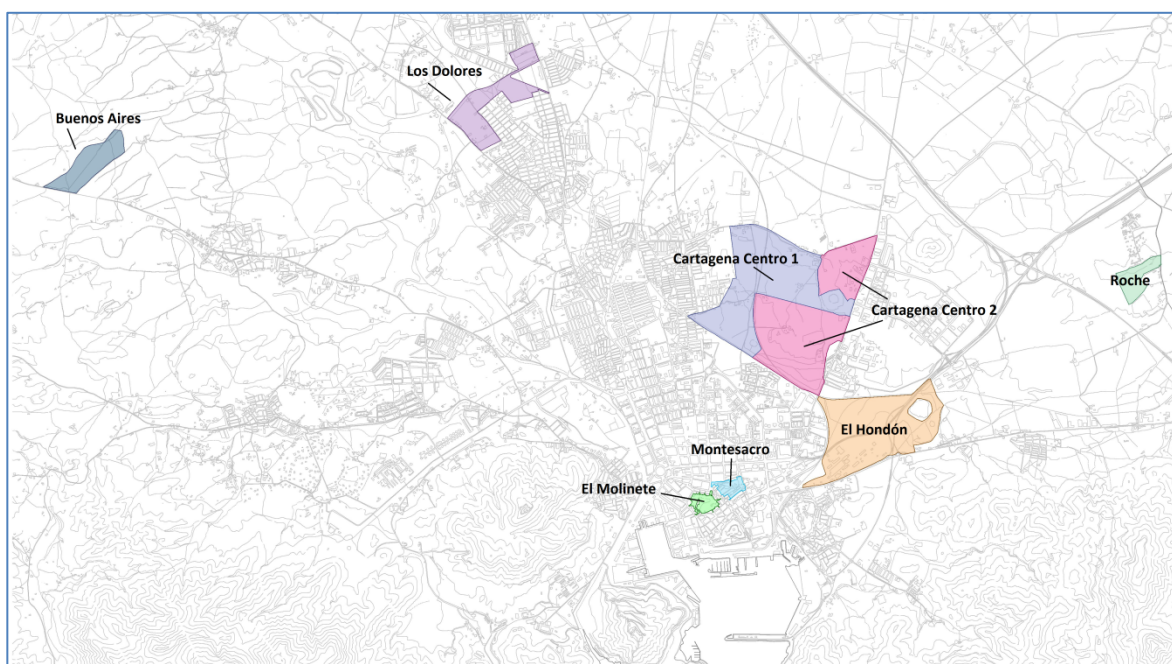 Los Dolores
Buenos Aires
Cartagena Centro 1
Roche
Cartagena Centro 2
El Hondón
Montesacro
El Molinete